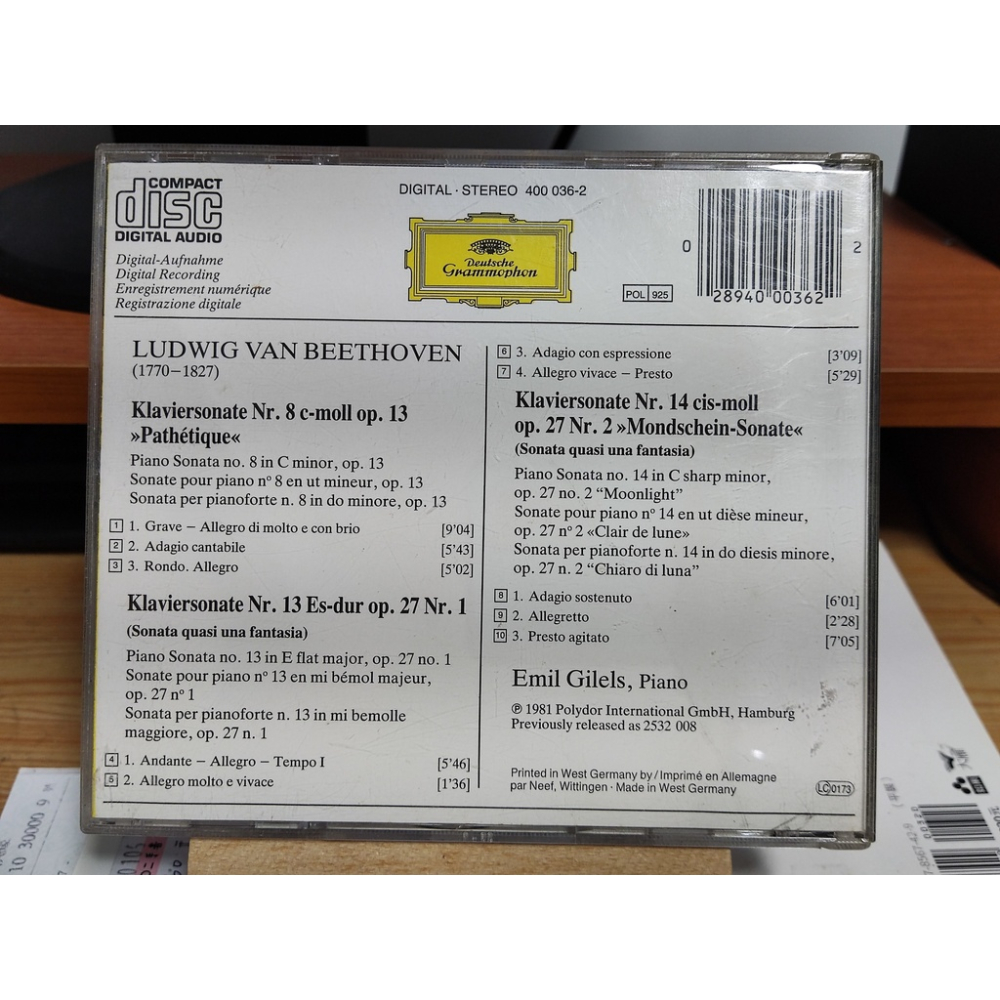 COMPACT
disc
DIGITAL AUDIO
Digital-Aufnahme
Digital Recording
Enregistrement numérique
Registrazione digitale
DIGITAL · STEREO 400 036-2
Deutsche
Grammophon
POL 925
0 28940 00362 2
LUDWIG VAN BEETHOVEN
(1770–1827)
Klaviersonate Nr. 8 c-moll op. 13
»Pathétique«
Piano Sonata no. 8 in C minor, op. 13
Sonate pour piano nº 8 en ut mineur, op. 13
Sonata per pianoforte n. 8 in do minore, op. 13
1 1. Grave – Allegro di molto e con brio [9'04]
2 2. Adagio cantabile [5'43]
3 3. Rondo. Allegro [5'02]
Klaviersonate Nr. 13 Es-dur op. 27 Nr. 1
(Sonata quasi una fantasia)
Piano Sonata no. 13 in E flat major, op. 27 no. 1
Sonate pour piano nº 13 en mi bémol majeur,
op. 27 nº 1
Sonata per pianoforte n. 13 in mi bemolle
maggiore, op. 27 n. 1
4 1. Andante – Allegro – Tempo I [5'46]
5 2. Allegro molto e vivace [1'36]
6 3. Adagio con espressione [3'09]
7 4. Allegro vivace – Presto [5'29]
Klaviersonate Nr. 14 cis-moll
op. 27 Nr. 2 »Mondschein-Sonate«
(Sonata quasi una fantasia)
Piano Sonata no. 14 in C sharp minor,
op. 27 no. 2 “Moonlight”
Sonate pour piano nº 14 en ut dièse mineur,
op. 27 nº 2 «Clair de lune»
Sonata per pianoforte n. 14 in do diesis minore,
op. 27 n. 2 “Chiaro di luna”
8 1. Adagio sostenuto [6'01]
9 2. Allegretto [2'28]
10 3. Presto agitato [7'05]
Emil Gilels, Piano
℗ 1981 Polydor International GmbH, Hamburg
Previously released as 2532 008
Printed in West Germany by / Imprimé en Allemagne
par Neef, Wittingen · Made in West Germany
LC 0173
10 30000 9